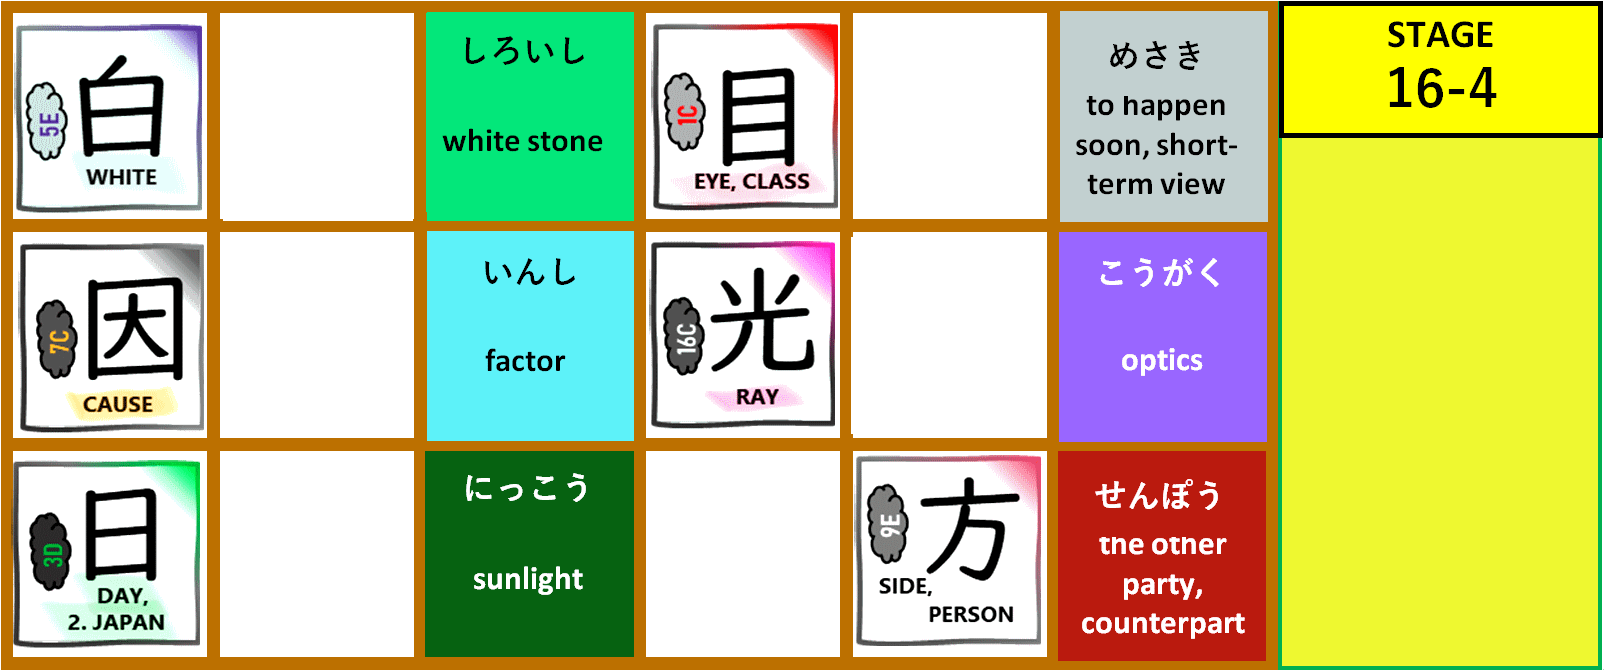 白
5E
WHITE
しろいし
white stone
目
1C
EYE, CLASS
めさき
to happen
soon, short-
term view
STAGE
16-4
因
7C
CAUSE
いんし
factor
光
16C
RAY
こうがく
optics
日
3D
DAY,
2. JAPAN
にっこう
sunlight
方
9E
SIDE,
PERSON
せんぽう
the other
party,
counterpart